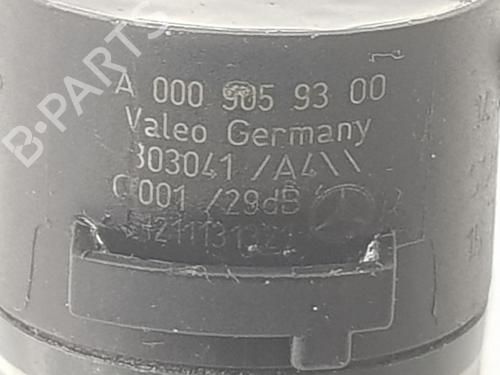 B-PARTS
A 000 905 93 00
Valeo Germany
303041 /A4\\
C001 /29dB